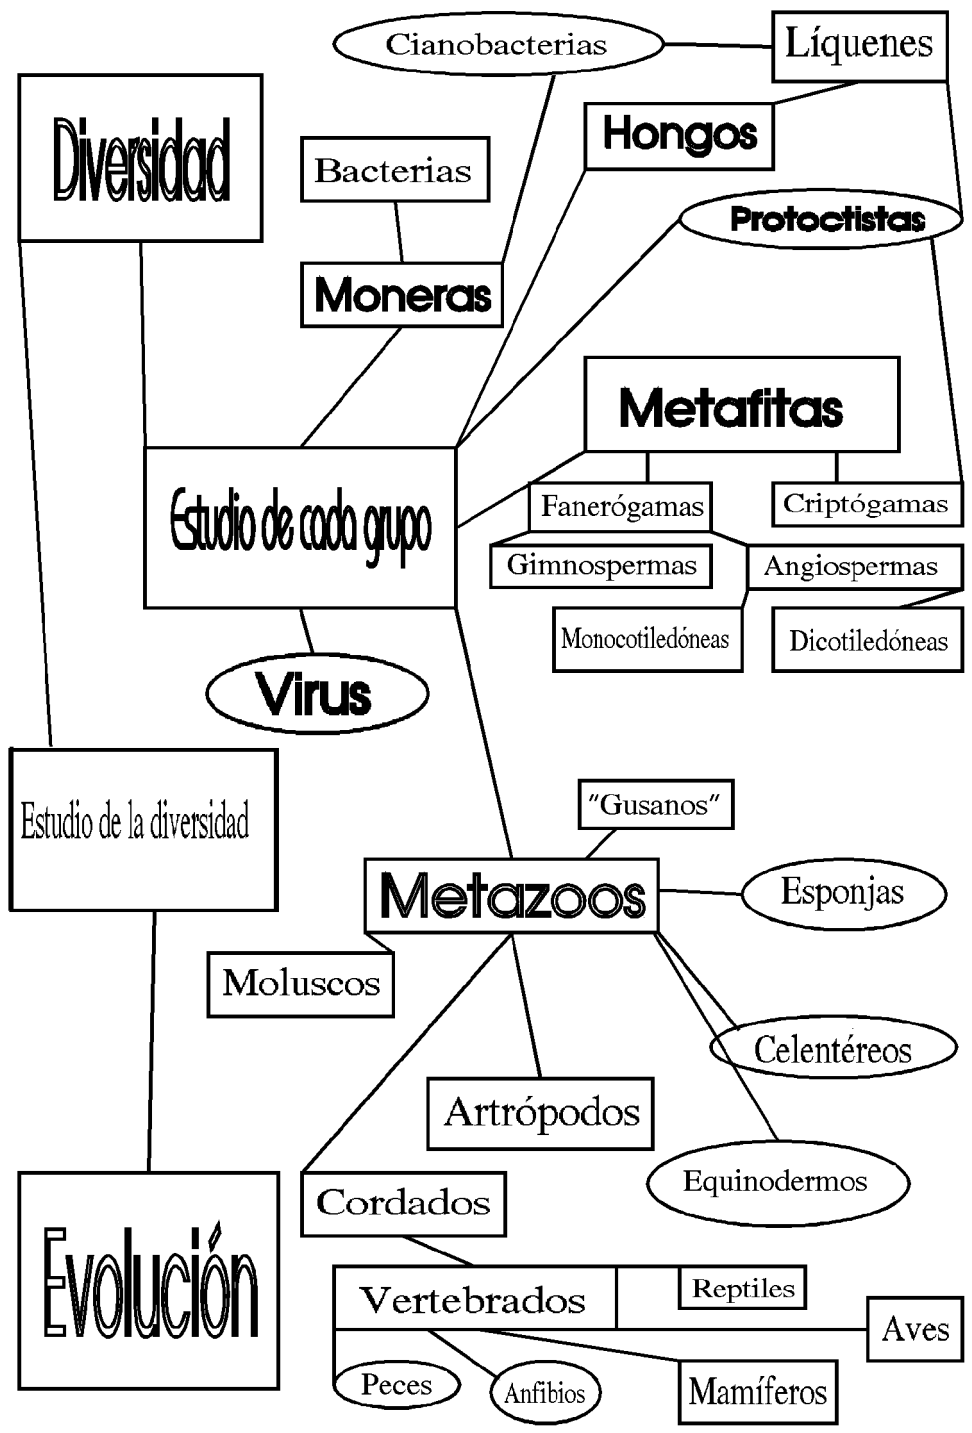 Cianobacterias
Líquenes
Diversidad
Hongos
Bacterias
Protoctistas
Moneras
Metafitas
Fanerógamas
Criptógamas
Estudio de cada grupo
Gimnospermas
Angiospermas
Monocotiledóneas
Dicotiledóneas
Virus
Estudio de la diversidad
"Gusanos"
Metazoos
Esponjas
Moluscos
Celentéreos
Artrópodos
Equinodermos
Cordados
Evolución
Vertebrados
Reptiles
Aves
Peces
Anfibios
Mamíferos